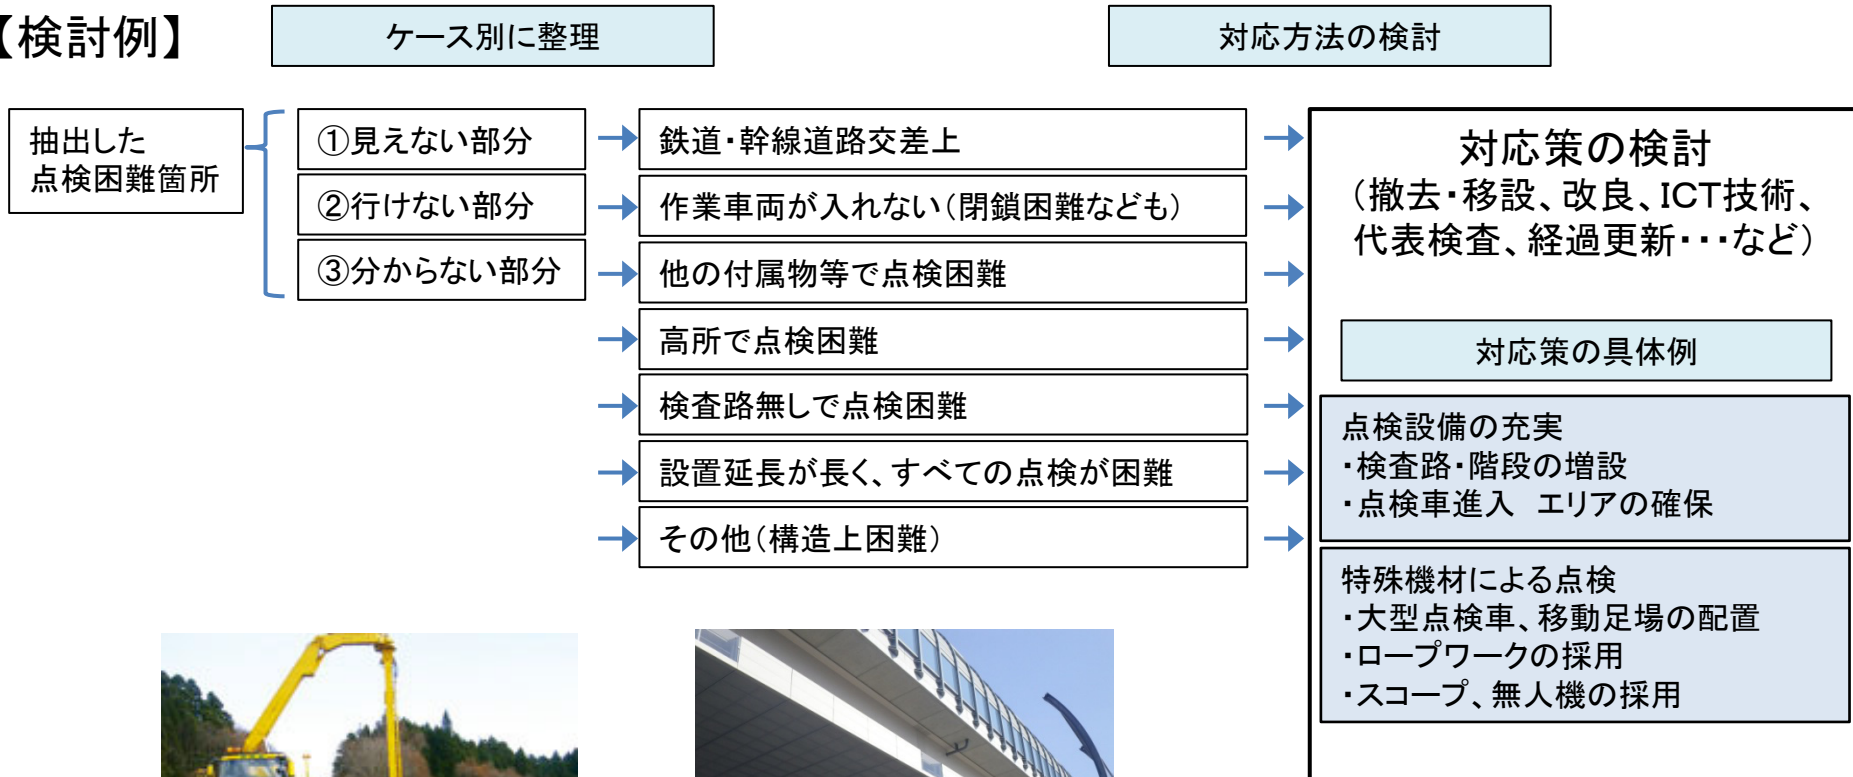 【検討例】
ケース別に整理
対応方法の検討
抽出した
点検困難箇所
①見えない部分
②行けない部分
③分からない部分
鉄道・幹線道路交差上
作業車両が入れない（閉鎖困難なども）
他の付属物等で点検困難
高所で点検困難
検査路無しで点検困難
設置延長が長く、すべての点検が困難
その他（構造上困難）
対応策の検討
（撤去・移設、改良、ICT技術、
代表検査、経過更新・・・など）
対応策の具体例
点検設備の充実
・検査路・階段の増設
・点検車進入　エリアの確保
特殊機材による点検
・大型点検車、移動足場の配置
・ロープワークの採用
・スコープ、無人機の採用